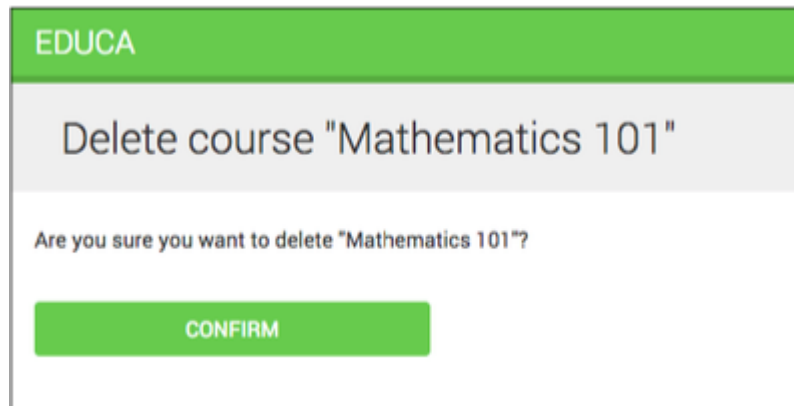 EDUCA
Delete course "Mathematics 101"
Are you sure you want to delete "Mathematics 101"?
CONFIRM